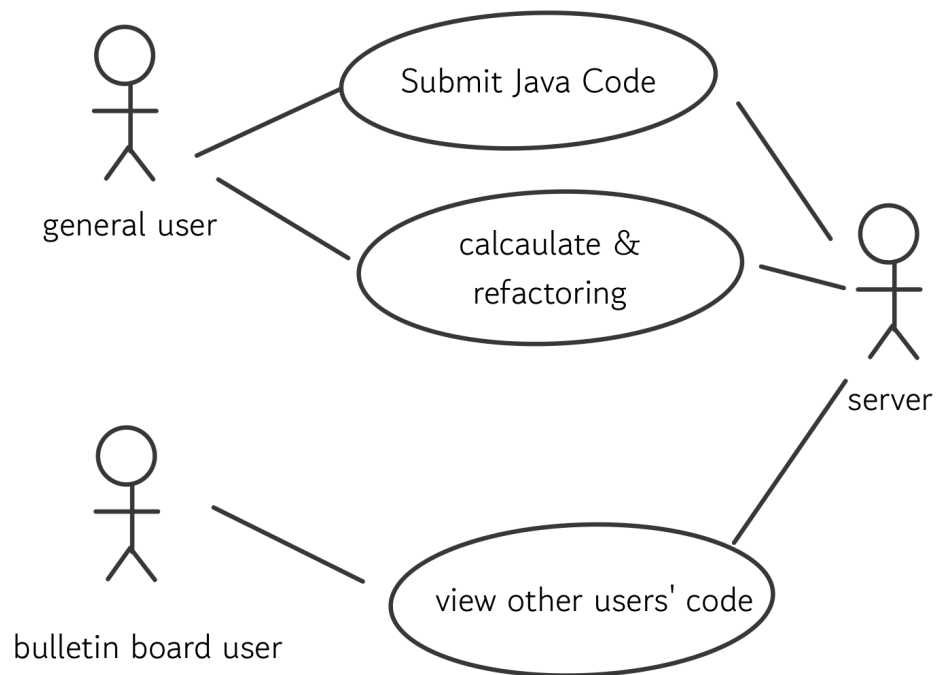 Submit Java Code
general user
calcaulate &
refactoring
server
view other users' code
bulletin board user